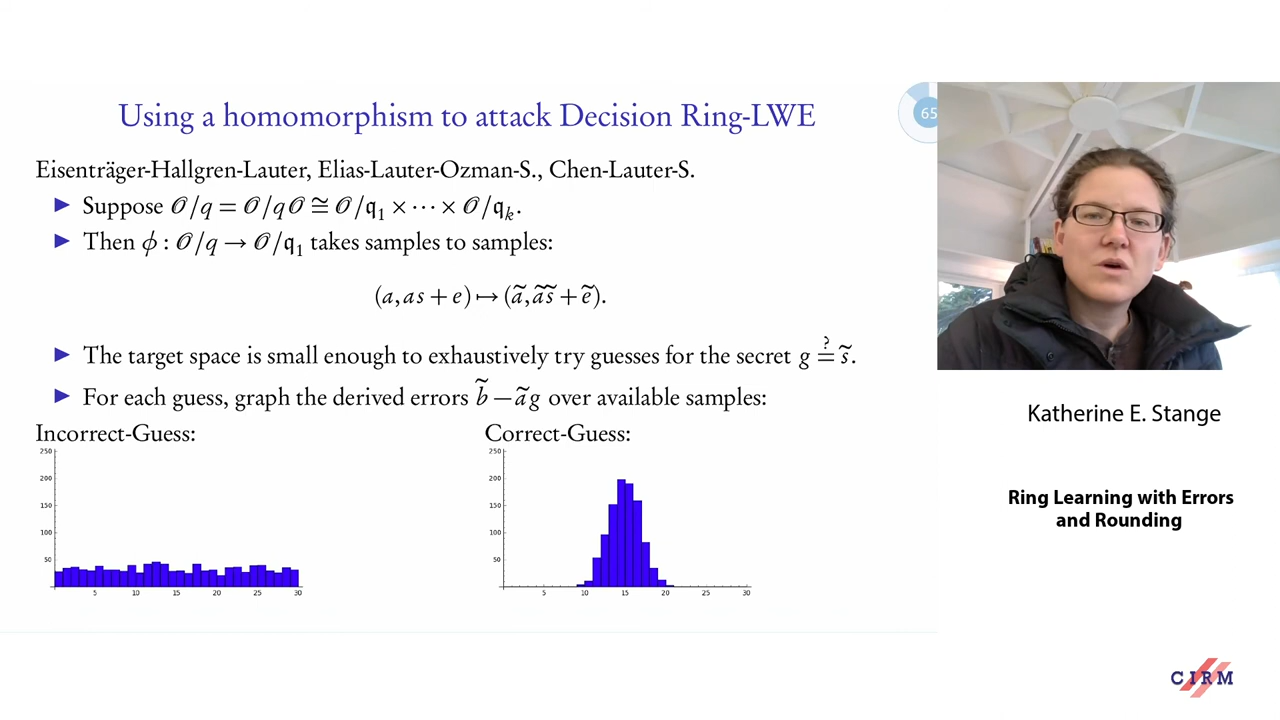 Using a homomorphism to attack Decision Ring-LWE
65
Eisenträger-Hallgren-Lauter, Elias-Lauter-Ozman-S., Chen-Lauter-S.
▶ Suppose 𝒪/q = 𝒪/q𝒪 ≅ 𝒪/𝔮₁ × ⋯ × 𝒪/𝔮ₖ.
▶ Then ϕ : 𝒪/q → 𝒪/𝔮₁ takes samples to samples:
(a, as + e) ↦ (ã, ãs̃ + ẽ).
▶ The target space is small enough to exhaustively try guesses for the secret g ≟ s̃.
▶ For each guess, graph the derived errors b̃ − ãg over available samples:
Incorrect-Guess:
250
200
150
100
50
5 10 15 20 25 30
Correct-Guess:
250
200
150
100
50
5 10 15 20 25 30
Katherine E. Stange
Ring Learning with Errors
and Rounding
CIRM